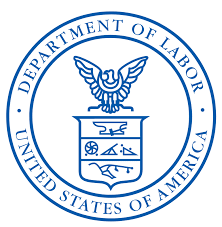 DEPARTMENT OF LABOR
UNITED STATES OF AMERICA